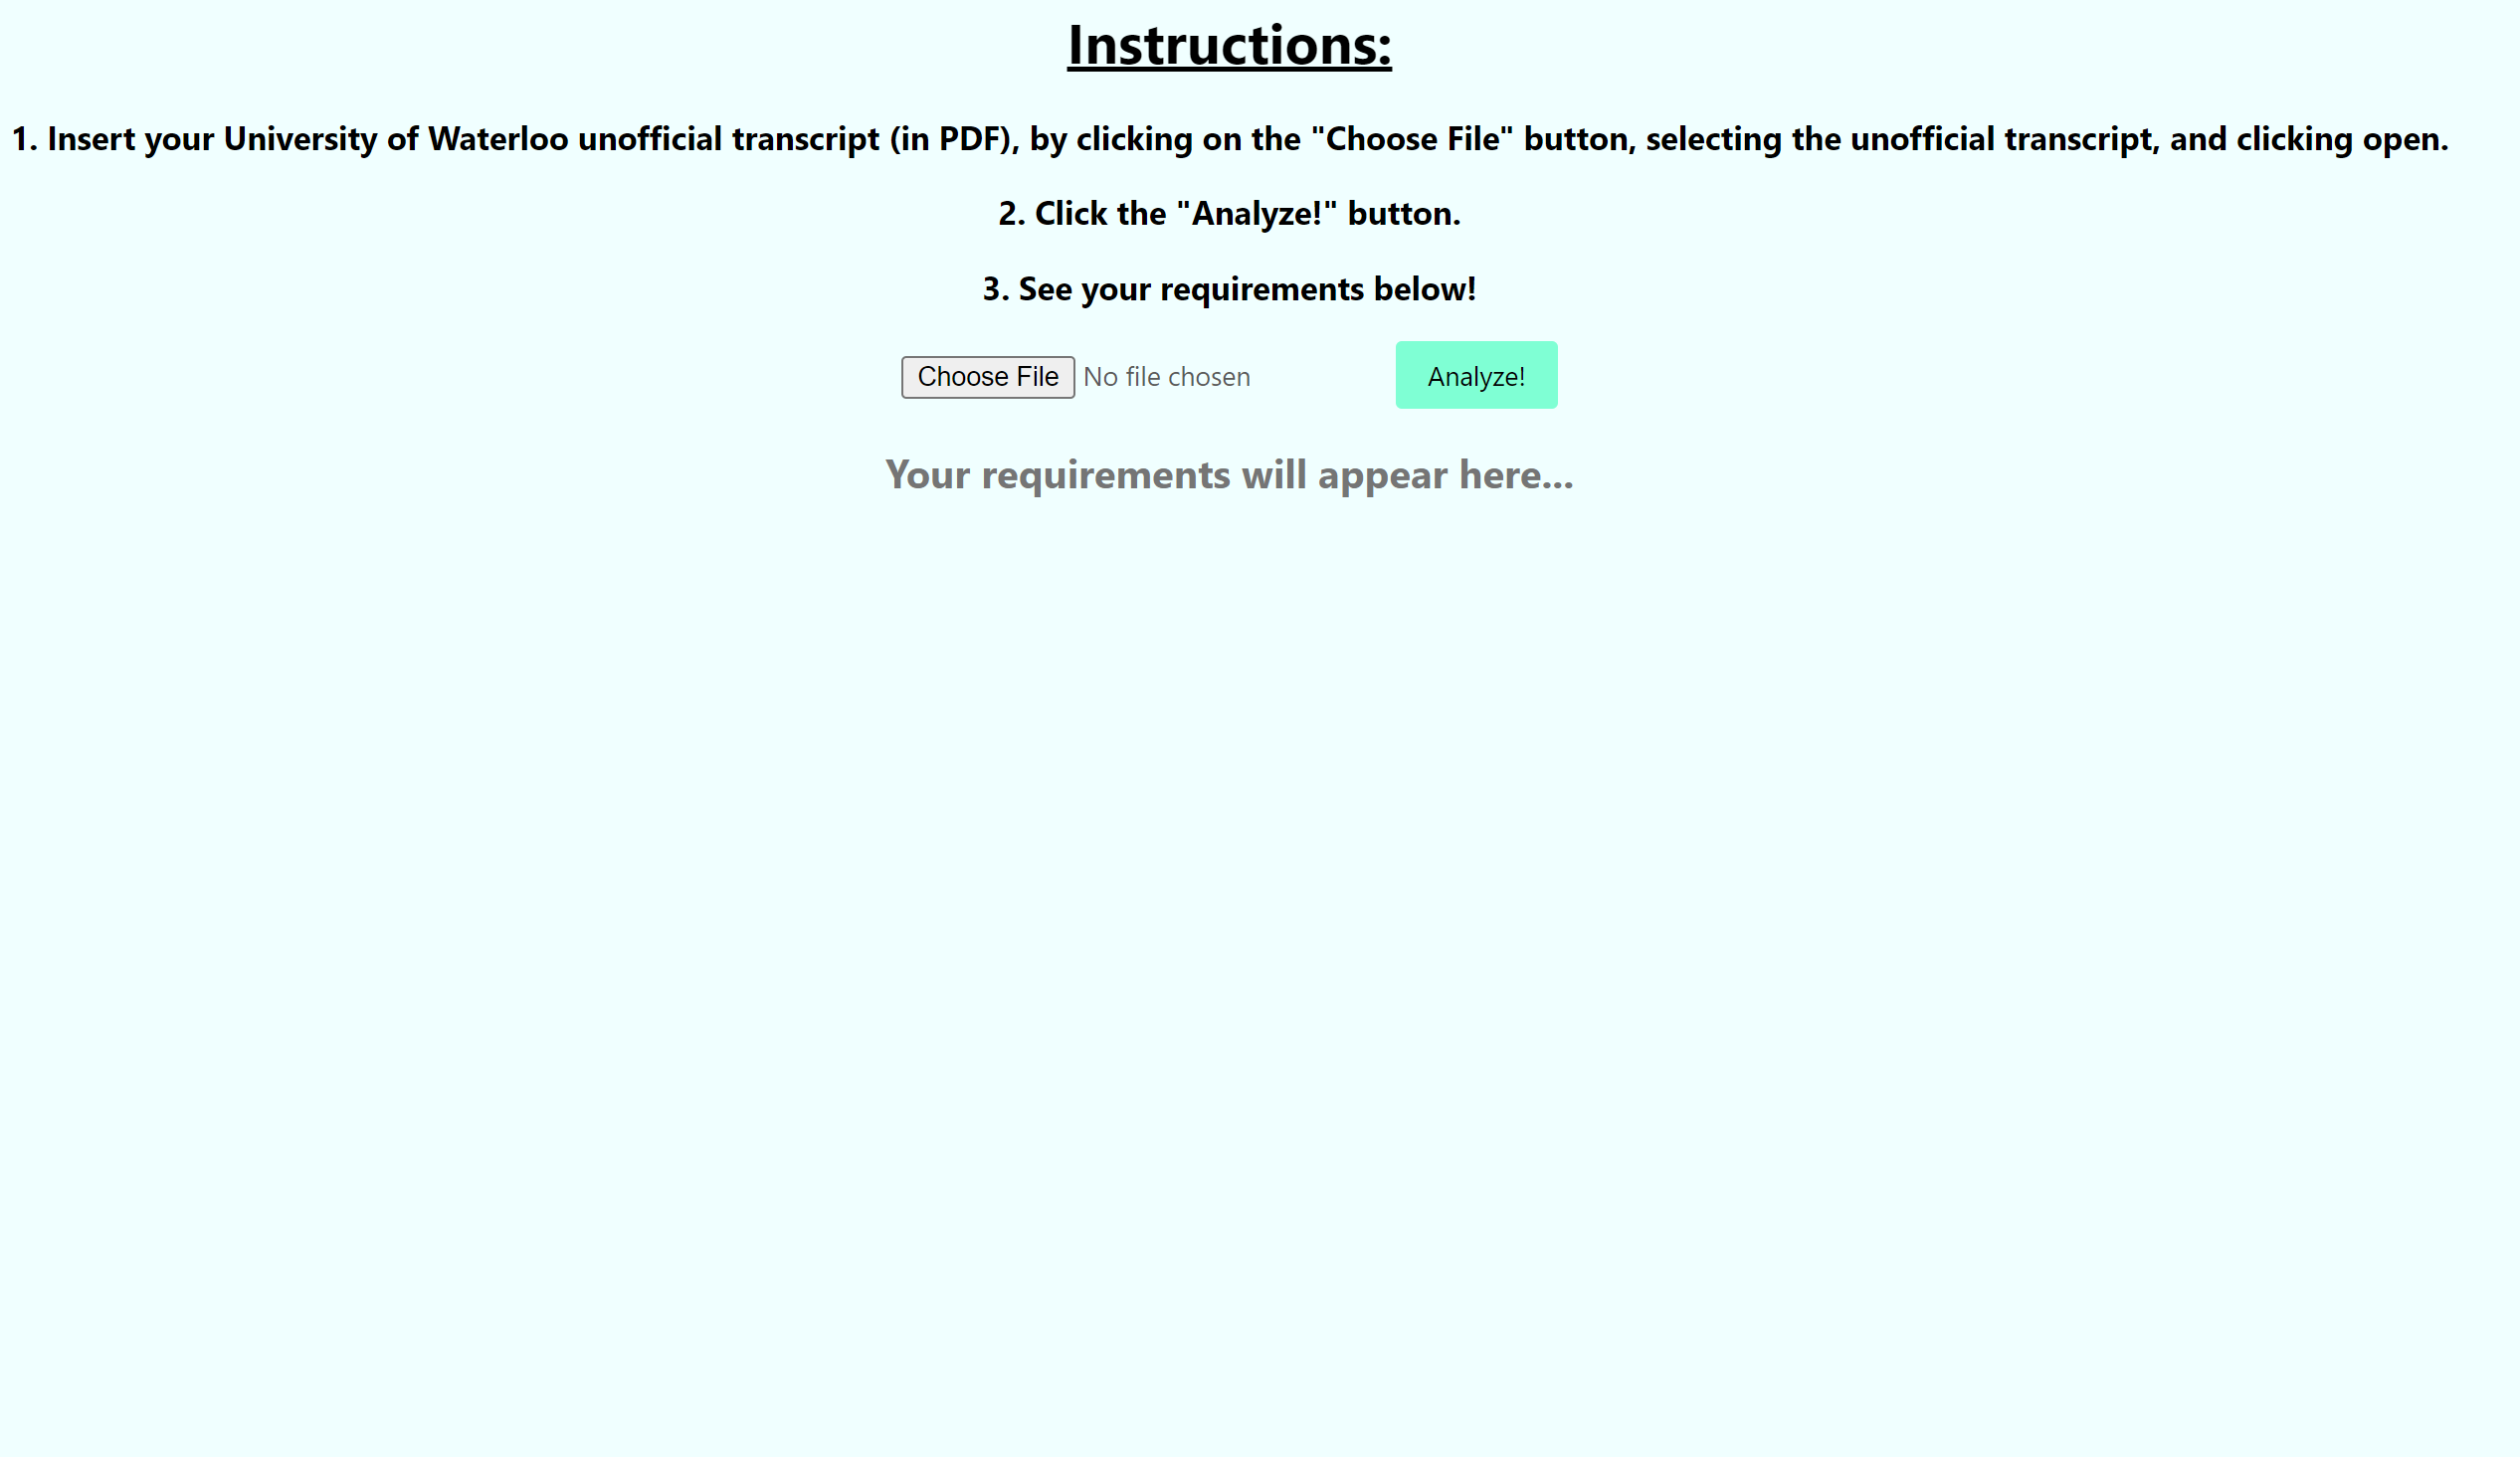 Instructions:
1. Insert your University of Waterloo unofficial transcript (in PDF), by clicking on the "Choose File" button, selecting the unofficial transcript, and clicking open.
2. Click the "Analyze!" button.
3. See your requirements below!
Choose File No file chosen Analyze!
Your requirements will appear here...